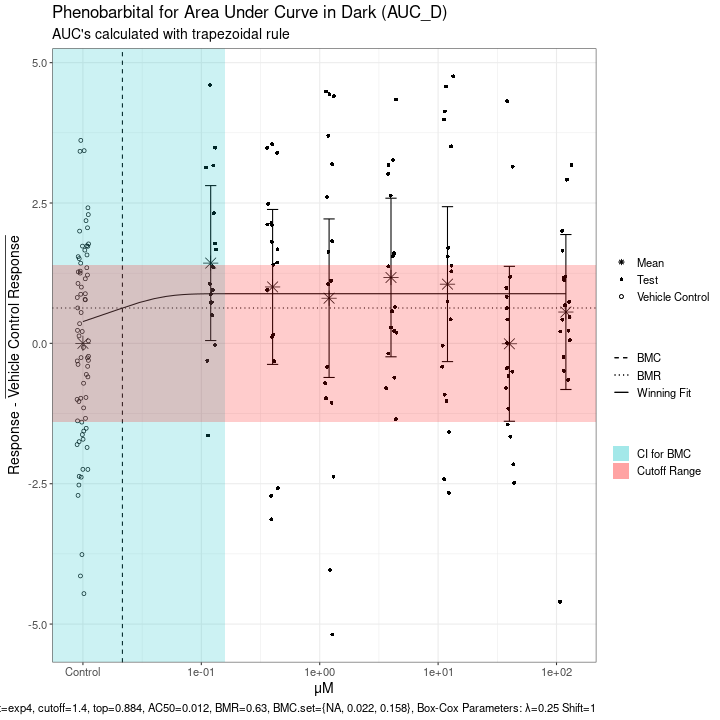 Phenobarbital for Area Under Curve in Dark (AUC_D)
AUC's calculated with trapezoidal rule
Response - Vehicle Control Response
5.0
2.5
0.0
-2.5
-5.0
Control
1e-01
1e+00
1e+01
1e+02
μM
Mean
Test
Vehicle Control
BMC
BMR
Winning Fit
CI for BMC
Cutoff Range
t=exp4, cutoff=1.4, top=0.884, AC50=0.012, BMR=0.63, BMC.set={NA, 0.022, 0.158}, Box-Cox Parameters: λ=0.25 Shift=1